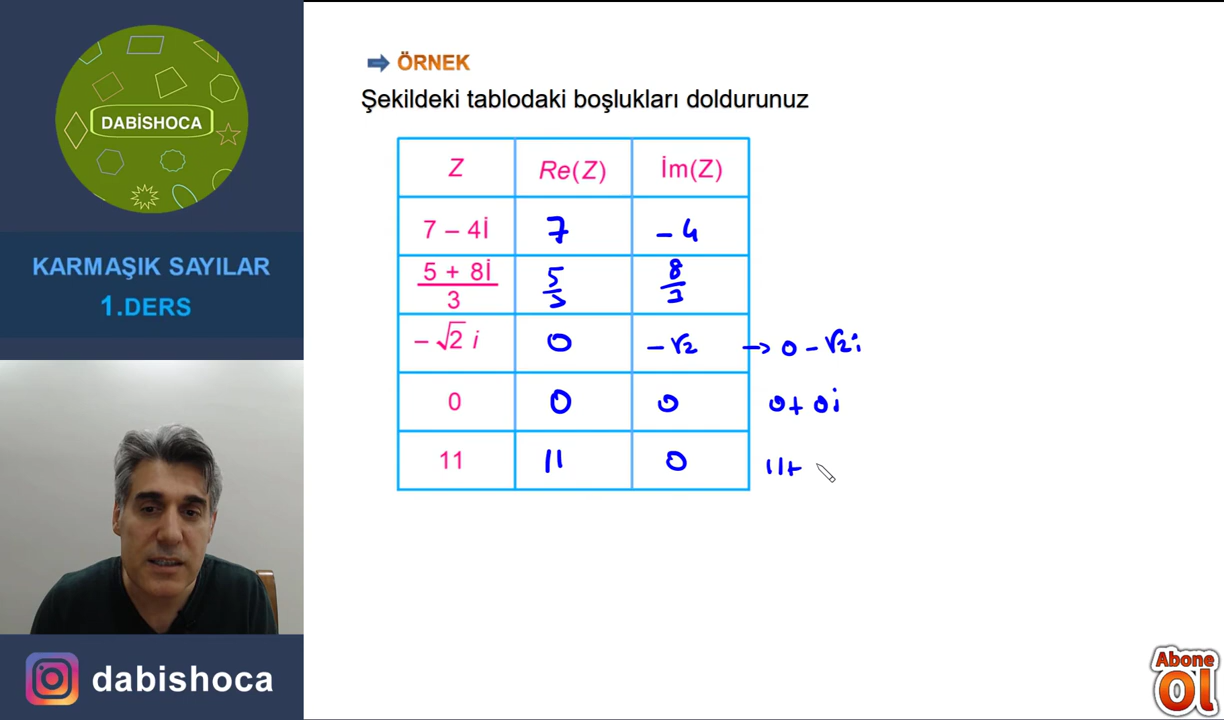 DABİSHOCA
KARMAŞIK SAYILAR
1.DERS
dabishoca
ÖRNEK
Şekildeki tablodaki boşlukları doldurunuz
Z Re(Z) İm(Z)
7 – 4İ 7 -4
5 + 8İ / 3 5/3 8/3
– √2 i 0 -√2 → 0 - √2i
0 0 0 0 + 0i
11 11 0 11+
Abone
ol